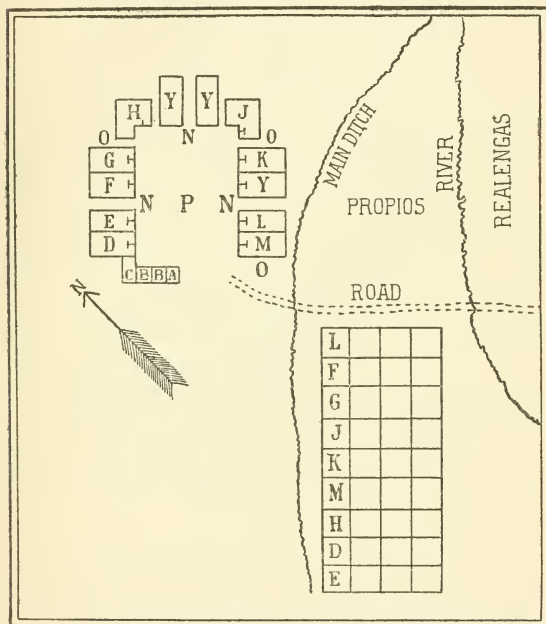 H Y Y J
O N O
G K
F Y
N P N
E L
D M
C B B A O
N
MAIN DITCH
PROPIOS
RIVER
REALENGAS
ROAD
L
F
G
J
K
M
H
D
E